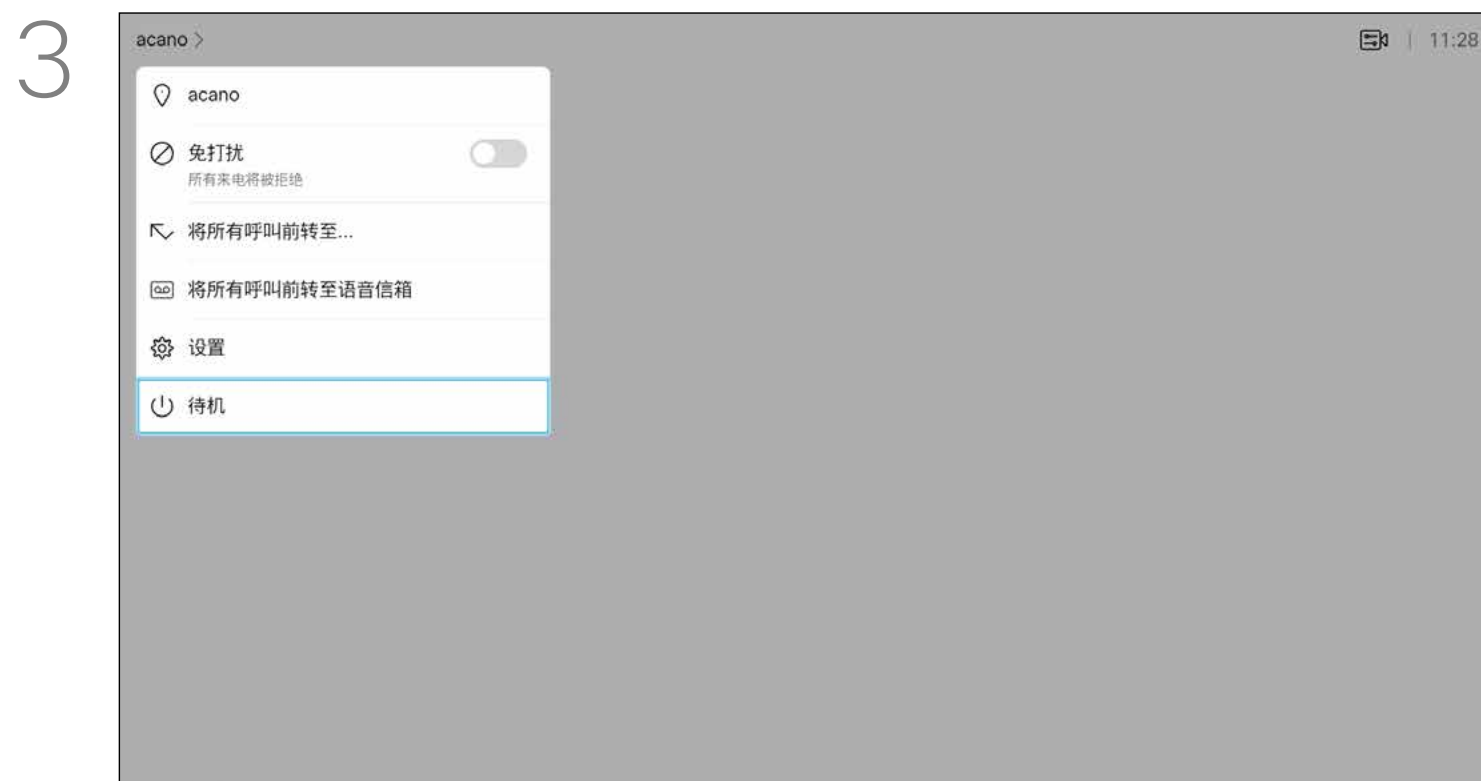 3
acano >
11:28
acano
免打扰
所有来电将被拒绝
将所有呼叫前转至...
将所有呼叫前转至语音信箱
设置
待机